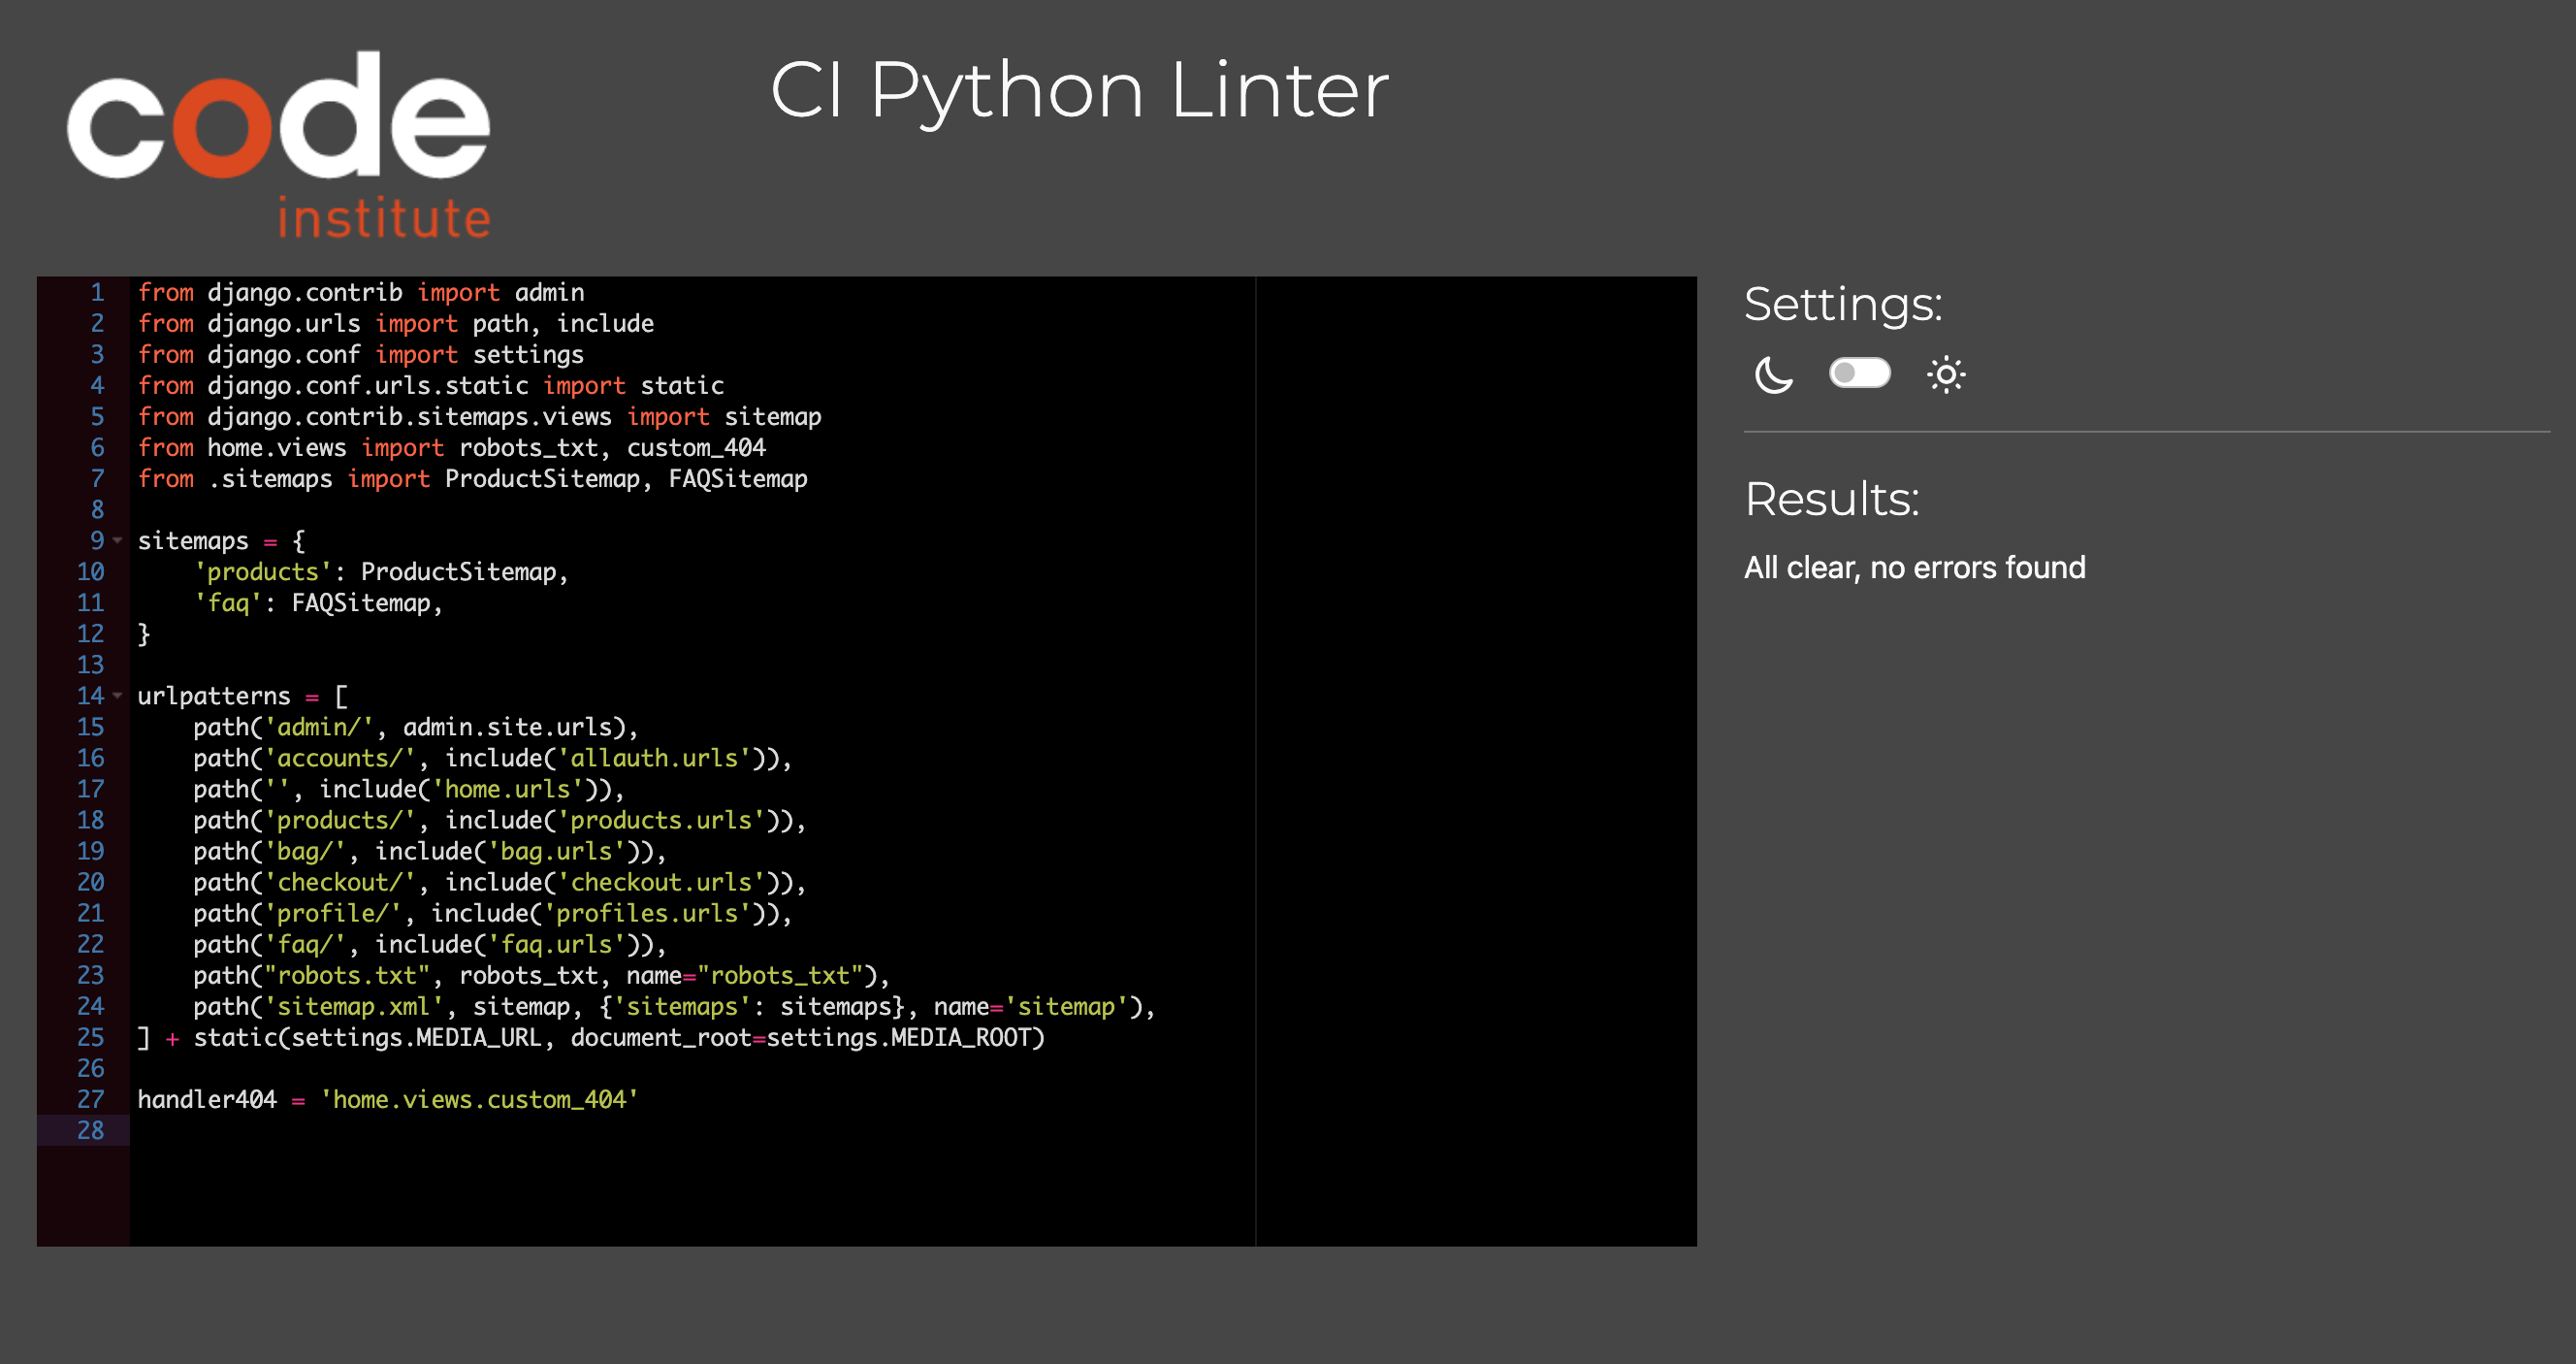 code
institute
CI Python Linter
1 from django.contrib import admin
2 from django.urls import path, include
3 from django.conf import settings
4 from django.conf.urls.static import static
5 from django.contrib.sitemaps.views import sitemap
6 from home.views import robots_txt, custom_404
7 from .sitemaps import ProductSitemap, FAQSitemap
8
9 sitemaps = {
10     'products': ProductSitemap,
11     'faq': FAQSitemap,
12 }
13
14 urlpatterns = [
15     path('admin/', admin.site.urls),
16     path('accounts/', include('allauth.urls')),
17     path('', include('home.urls')),
18     path('products/', include('products.urls')),
19     path('bag/', include('bag.urls')),
20     path('checkout/', include('checkout.urls')),
21     path('profile/', include('profiles.urls')),
22     path('faq/', include('faq.urls')),
23     path("robots.txt", robots_txt, name="robots_txt"),
24     path('sitemap.xml', sitemap, {'sitemaps': sitemaps}, name='sitemap'),
25 ] + static(settings.MEDIA_URL, document_root=settings.MEDIA_ROOT)
26
27 handler404 = 'home.views.custom_404'
28
Settings:
Results:
All clear, no errors found